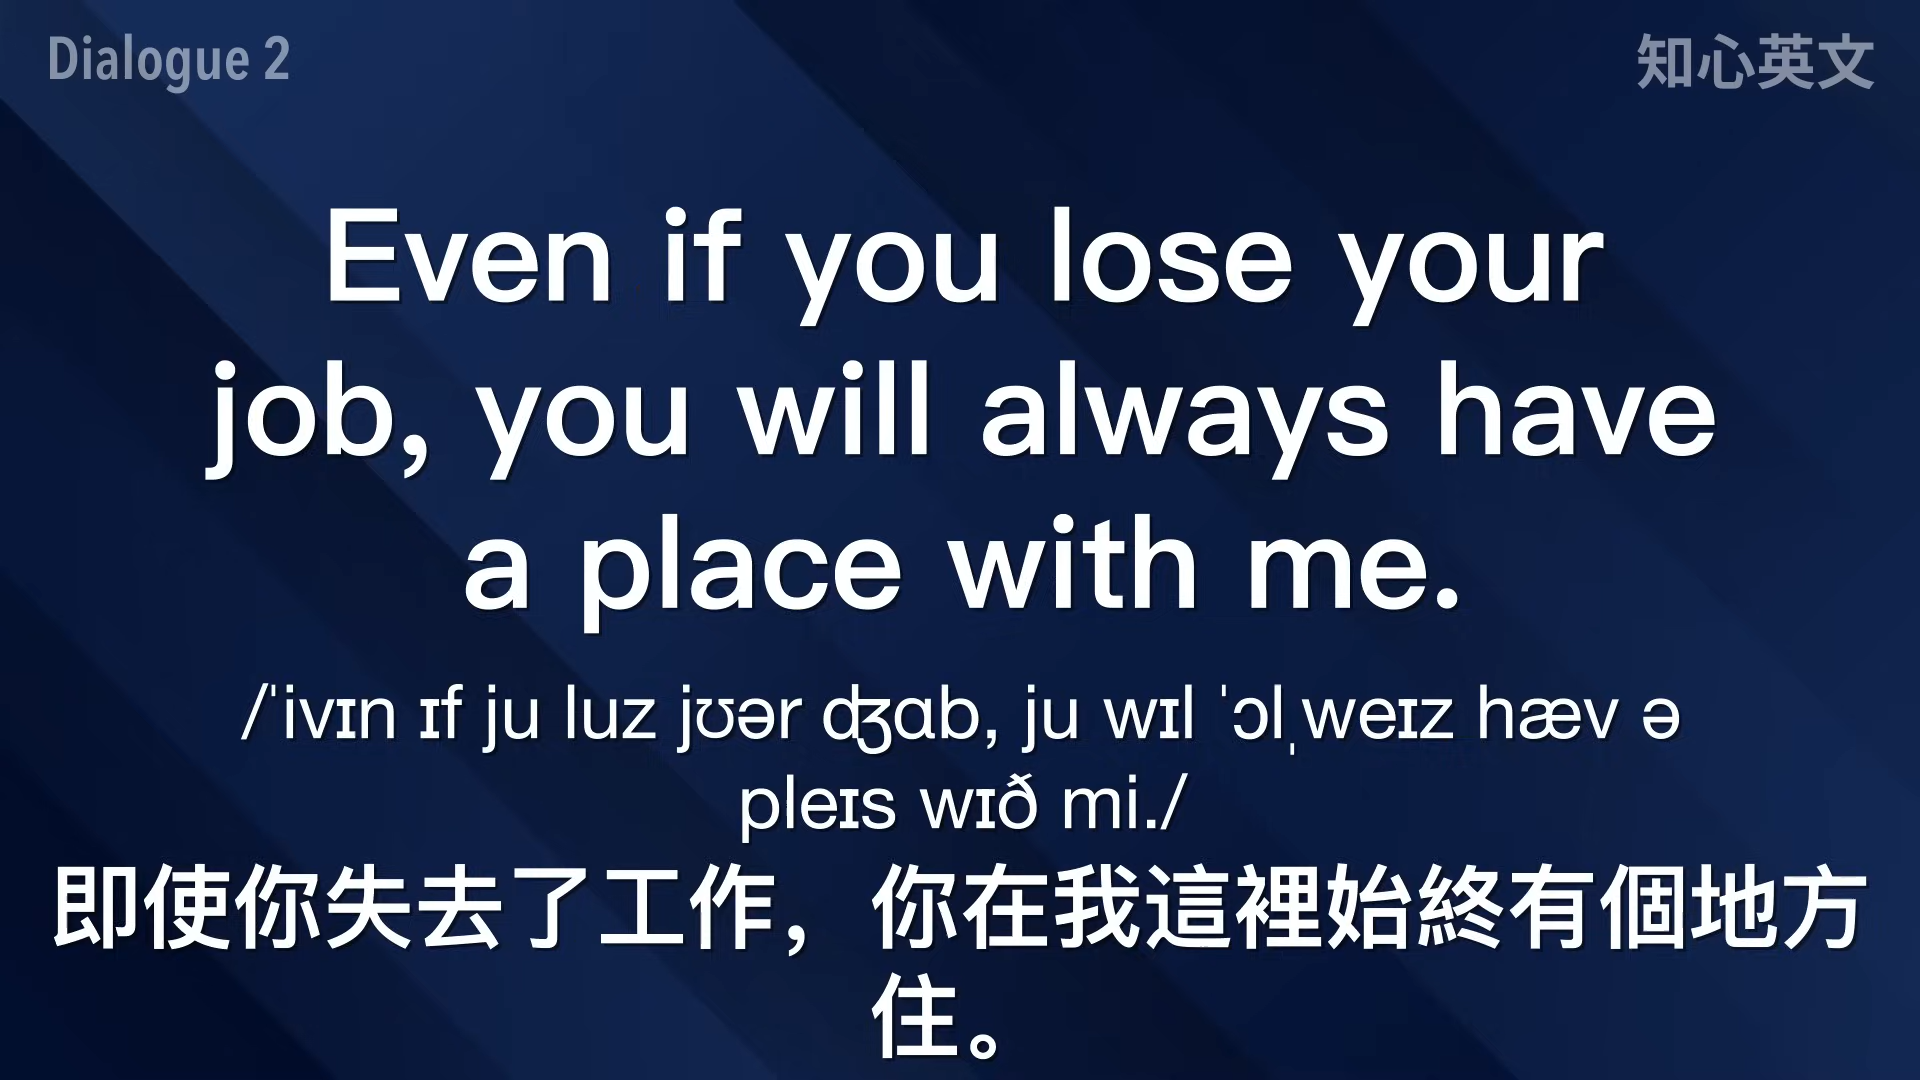 Dialogue 2
知心英文
Even if you lose your
job, you will always have
a place with me.
/ˈivɪn ɪf ju luz jʊər ʤɑb, ju wɪl ˈɔlˌweɪz hæv ə
pleɪs wɪð mi./
即使你失去了工作，你在我這裡始終有個地方
住。